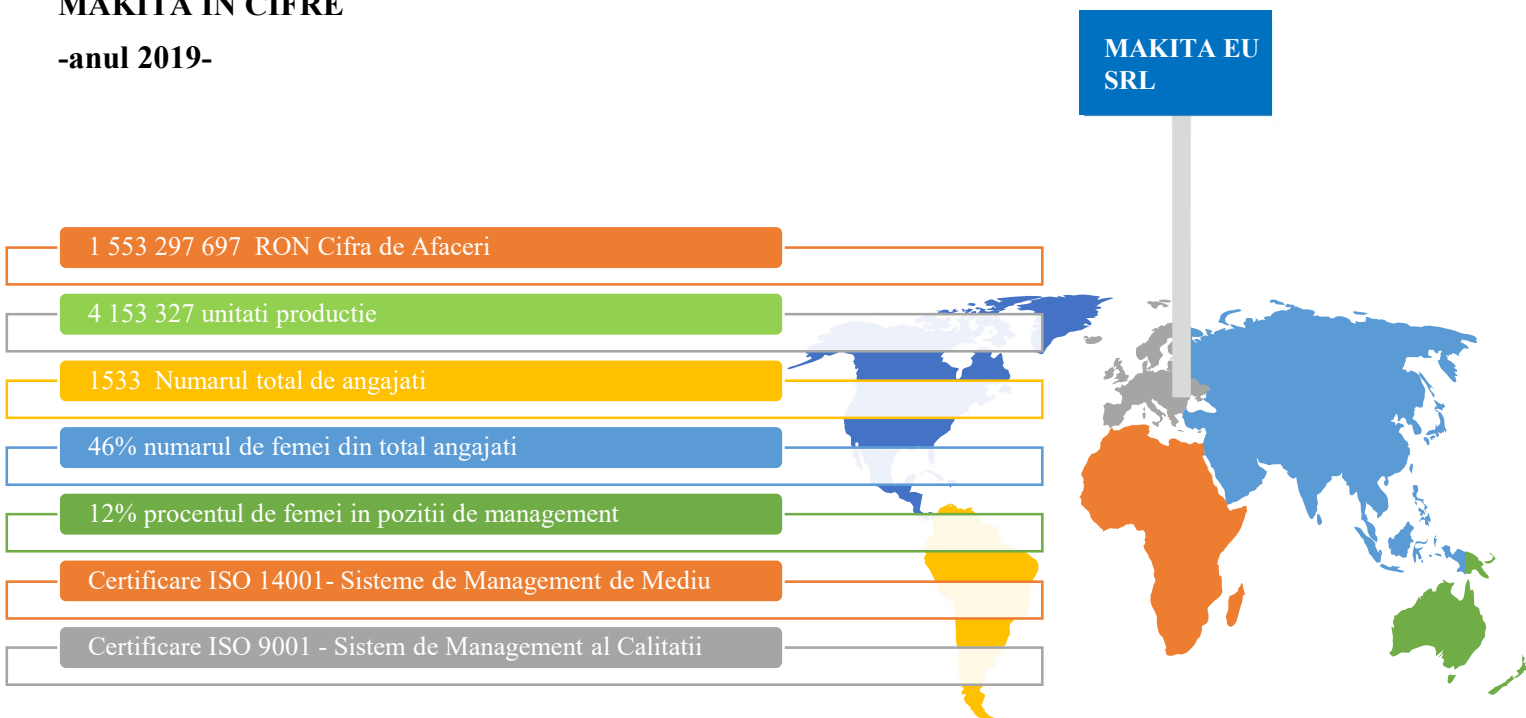 MAKITA IN CIFRE
-anul 2019-
MAKITA EU
SRL
1 553 297 697  RON Cifra de Afaceri
4 153 327 unitati productie
1533  Numarul total de angajati
46% numarul de femei din total angajati
12% procentul de femei in pozitii de management
Certificare ISO 14001- Sisteme de Management de Mediu
Certificare ISO 9001 - Sistem de Management al Calitatii